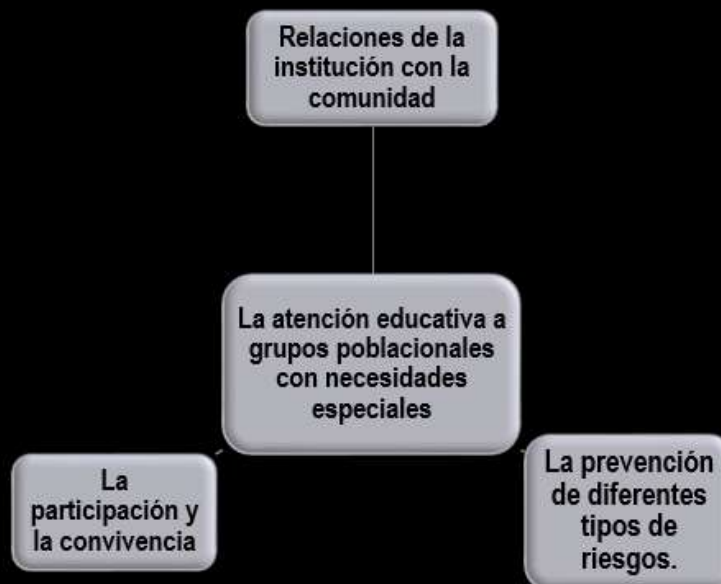 Relaciones de la
institución con la
comunidad
La atención educativa a
grupos poblacionales
con necesidades
especiales
La
participación y
la convivencia
La prevención
de diferentes
tipos de
riesgos.